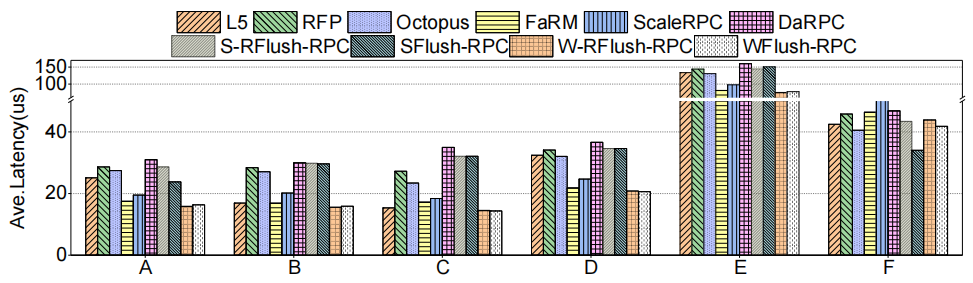 L5 RFP Octopus FaRM ScaleRPC DaRPC
S-RFlush-RPC SFlush-RPC W-RFlush-RPC WFlush-RPC
Ave.Latency(us)
150
100
40
20
0
A B C D E F